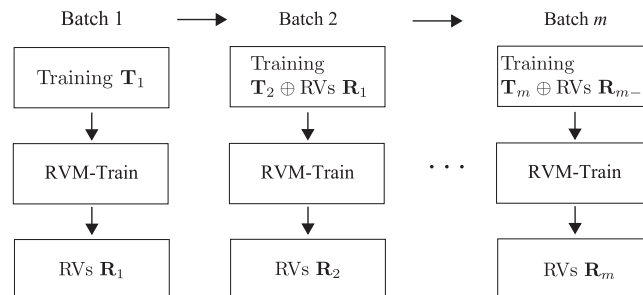 Batch 1
Batch 2
Batch m
Training T₁
Training
T₂ ⊕ RVs R₁
Training
Tₘ ⊕ RVs Rₘ₋
RVM-Train
RVM-Train
. . .
RVM-Train
RVs R₁
RVs R₂
RVs Rₘ